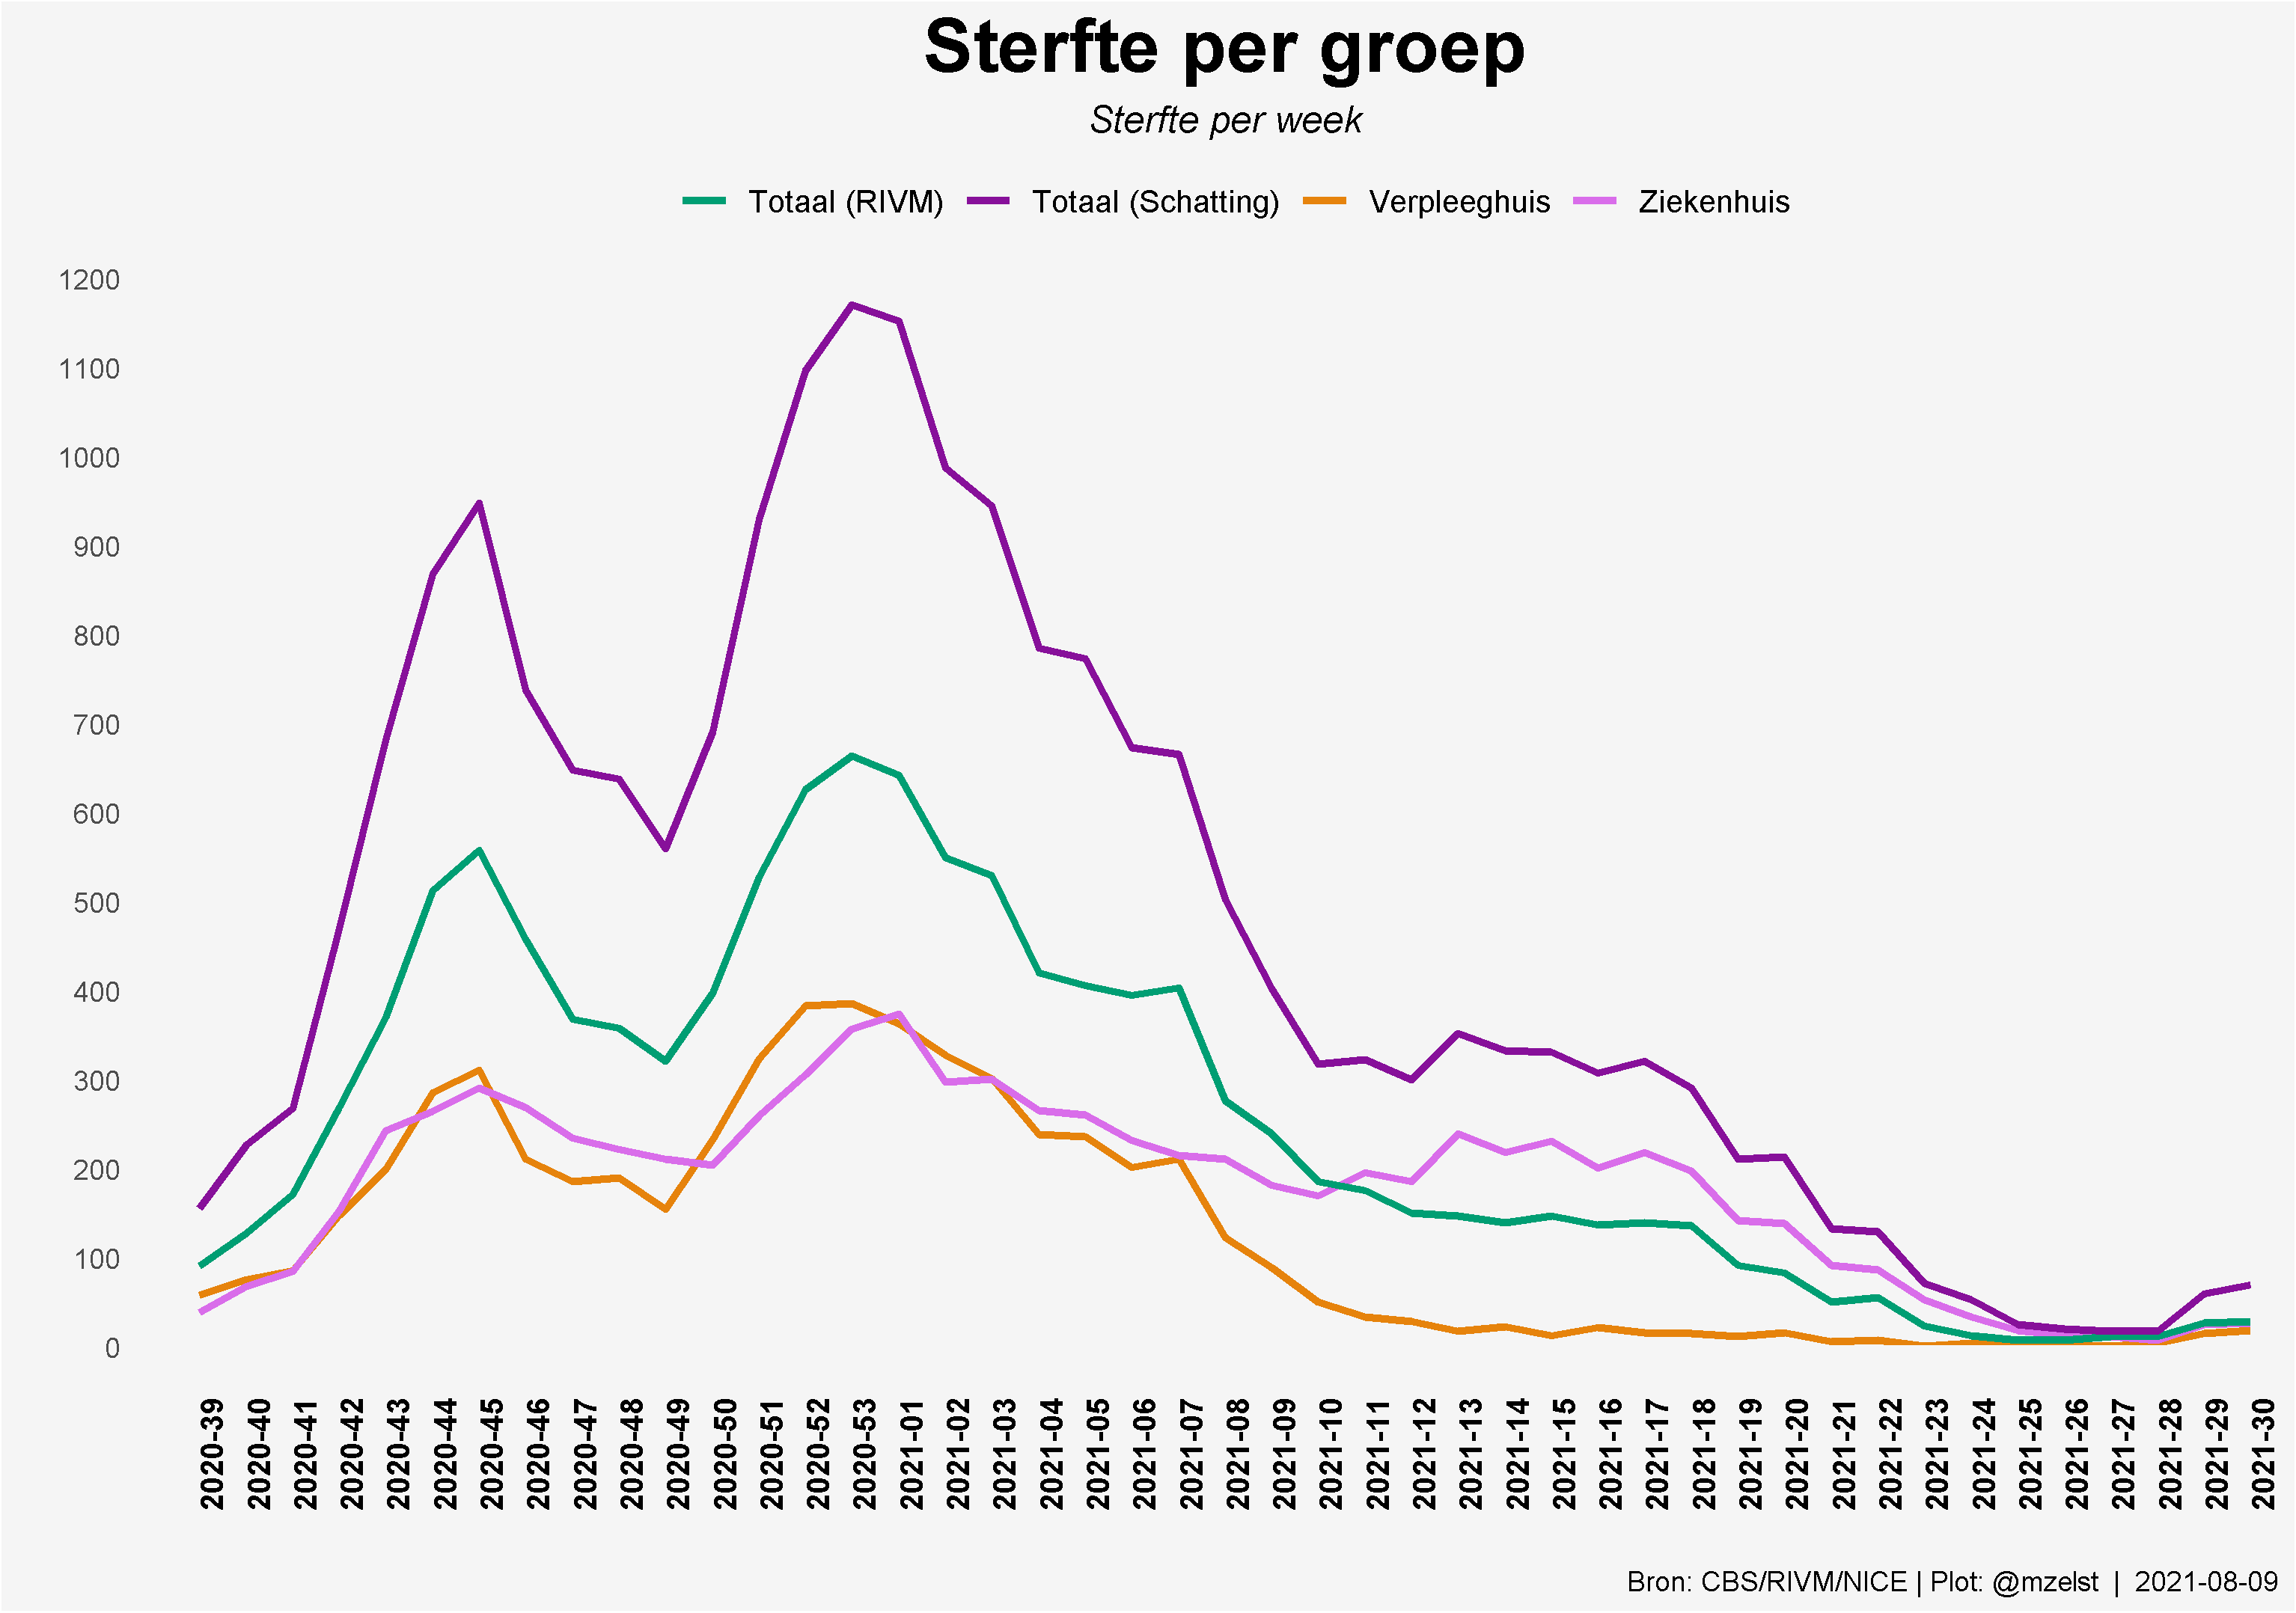 Sterfte per groep
Sterfte per week
Totaal (RIVM) Totaal (Schatting) Verpleeghuis Ziekenhuis
1200
1100
1000
900
800
700
600
500
400
300
200
100
0
2020-39 2020-40 2020-41 2020-42 2020-43 2020-44 2020-45 2020-46 2020-47 2020-48 2020-49 2020-50 2020-51 2020-52 2020-53 2021-01 2021-02 2021-03 2021-04 2021-05 2021-06 2021-07 2021-08 2021-09 2021-10 2021-11 2021-12 2021-13 2021-14 2021-15 2021-16 2021-17 2021-18 2021-19 2021-20 2021-21 2021-22 2021-23 2021-24 2021-25 2021-26 2021-27 2021-28 2021-29 2021-30
Bron: CBS/RIVM/NICE | Plot: @mzelst | 2021-08-09